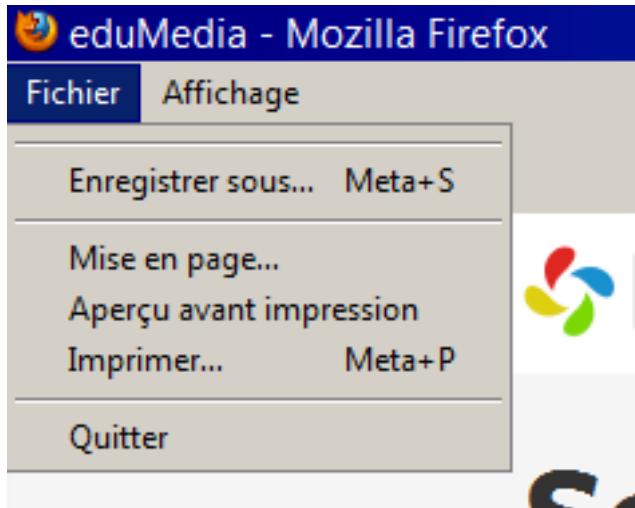 eduMedia - Mozilla Firefox
Fichier Affichage
Enregistrer sous... Meta+S
Mise en page...
Aperçu avant impression
Imprimer... Meta+P
Quitter